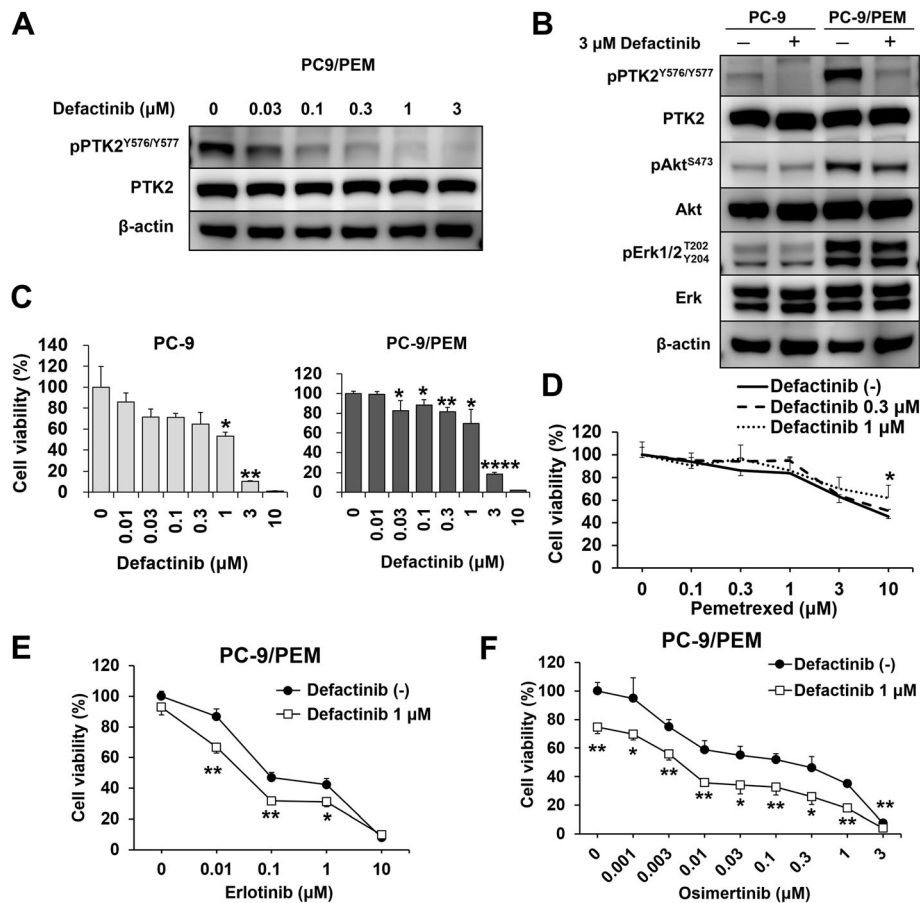 A
PC9/PEM
Defactinib (µM) 0 0.03 0.1 0.3 1 3
pPTK2Y576/Y577
PTK2
β-actin
B
PC-9 PC-9/PEM
3 µM Defactinib – + – +
pPTK2Y576/Y577
PTK2
pAktS473
Akt
pErk1/2T202
Y204
Erk
β-actin
C
PC-9
Cell viability (%)
140
120
100
80
60
40
20
0
*
**
0 0.01 0.03 0.1 0.3 1 3 10
Defactinib (µM)
PC-9/PEM
Cell viability (%)
120
100
80
60
40
20
0
* * ** * ****
0 0.01 0.03 0.1 0.3 1 3 10
Defactinib (µM)
D
Defactinib (-)
Defactinib 0.3 µM
Defactinib 1 µM
Cell viability (%)
120
100
80
60
40
20
0
*
0 0.1 0.3 1 3 10
Pemetrexed (µM)
E
PC-9/PEM
Defactinib (-)
Defactinib 1 µM
Cell viability (%)
120
100
80
60
40
20
0
** ** *
0 0.01 0.1 1 10
Erlotinib (µM)
F
PC-9/PEM
Defactinib (-)
Defactinib 1 µM
Cell viability (%)
120
100
80
60
40
20
0
** * ** ** * ** * ** **
0 0.001 0.003 0.01 0.03 0.1 0.3 1 3
Osimertinib (µM)